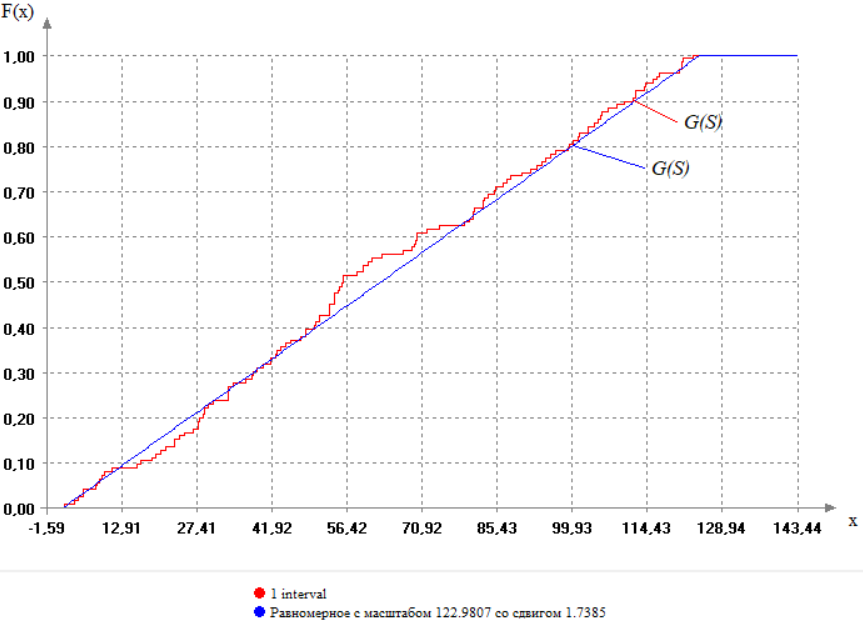 F(x)
1,00
0,90
0,80
0,70
0,60
0,50
0,40
0,30
0,20
0,10
0,00
G(S)
G(S)
-1,59 12,91 27,41 41,92 56,42 70,92 85,43 99,93 114,43 128,94 143,44
x
1 interval
Равномерное с масштабом 122.9807 со сдвигом 1.7385